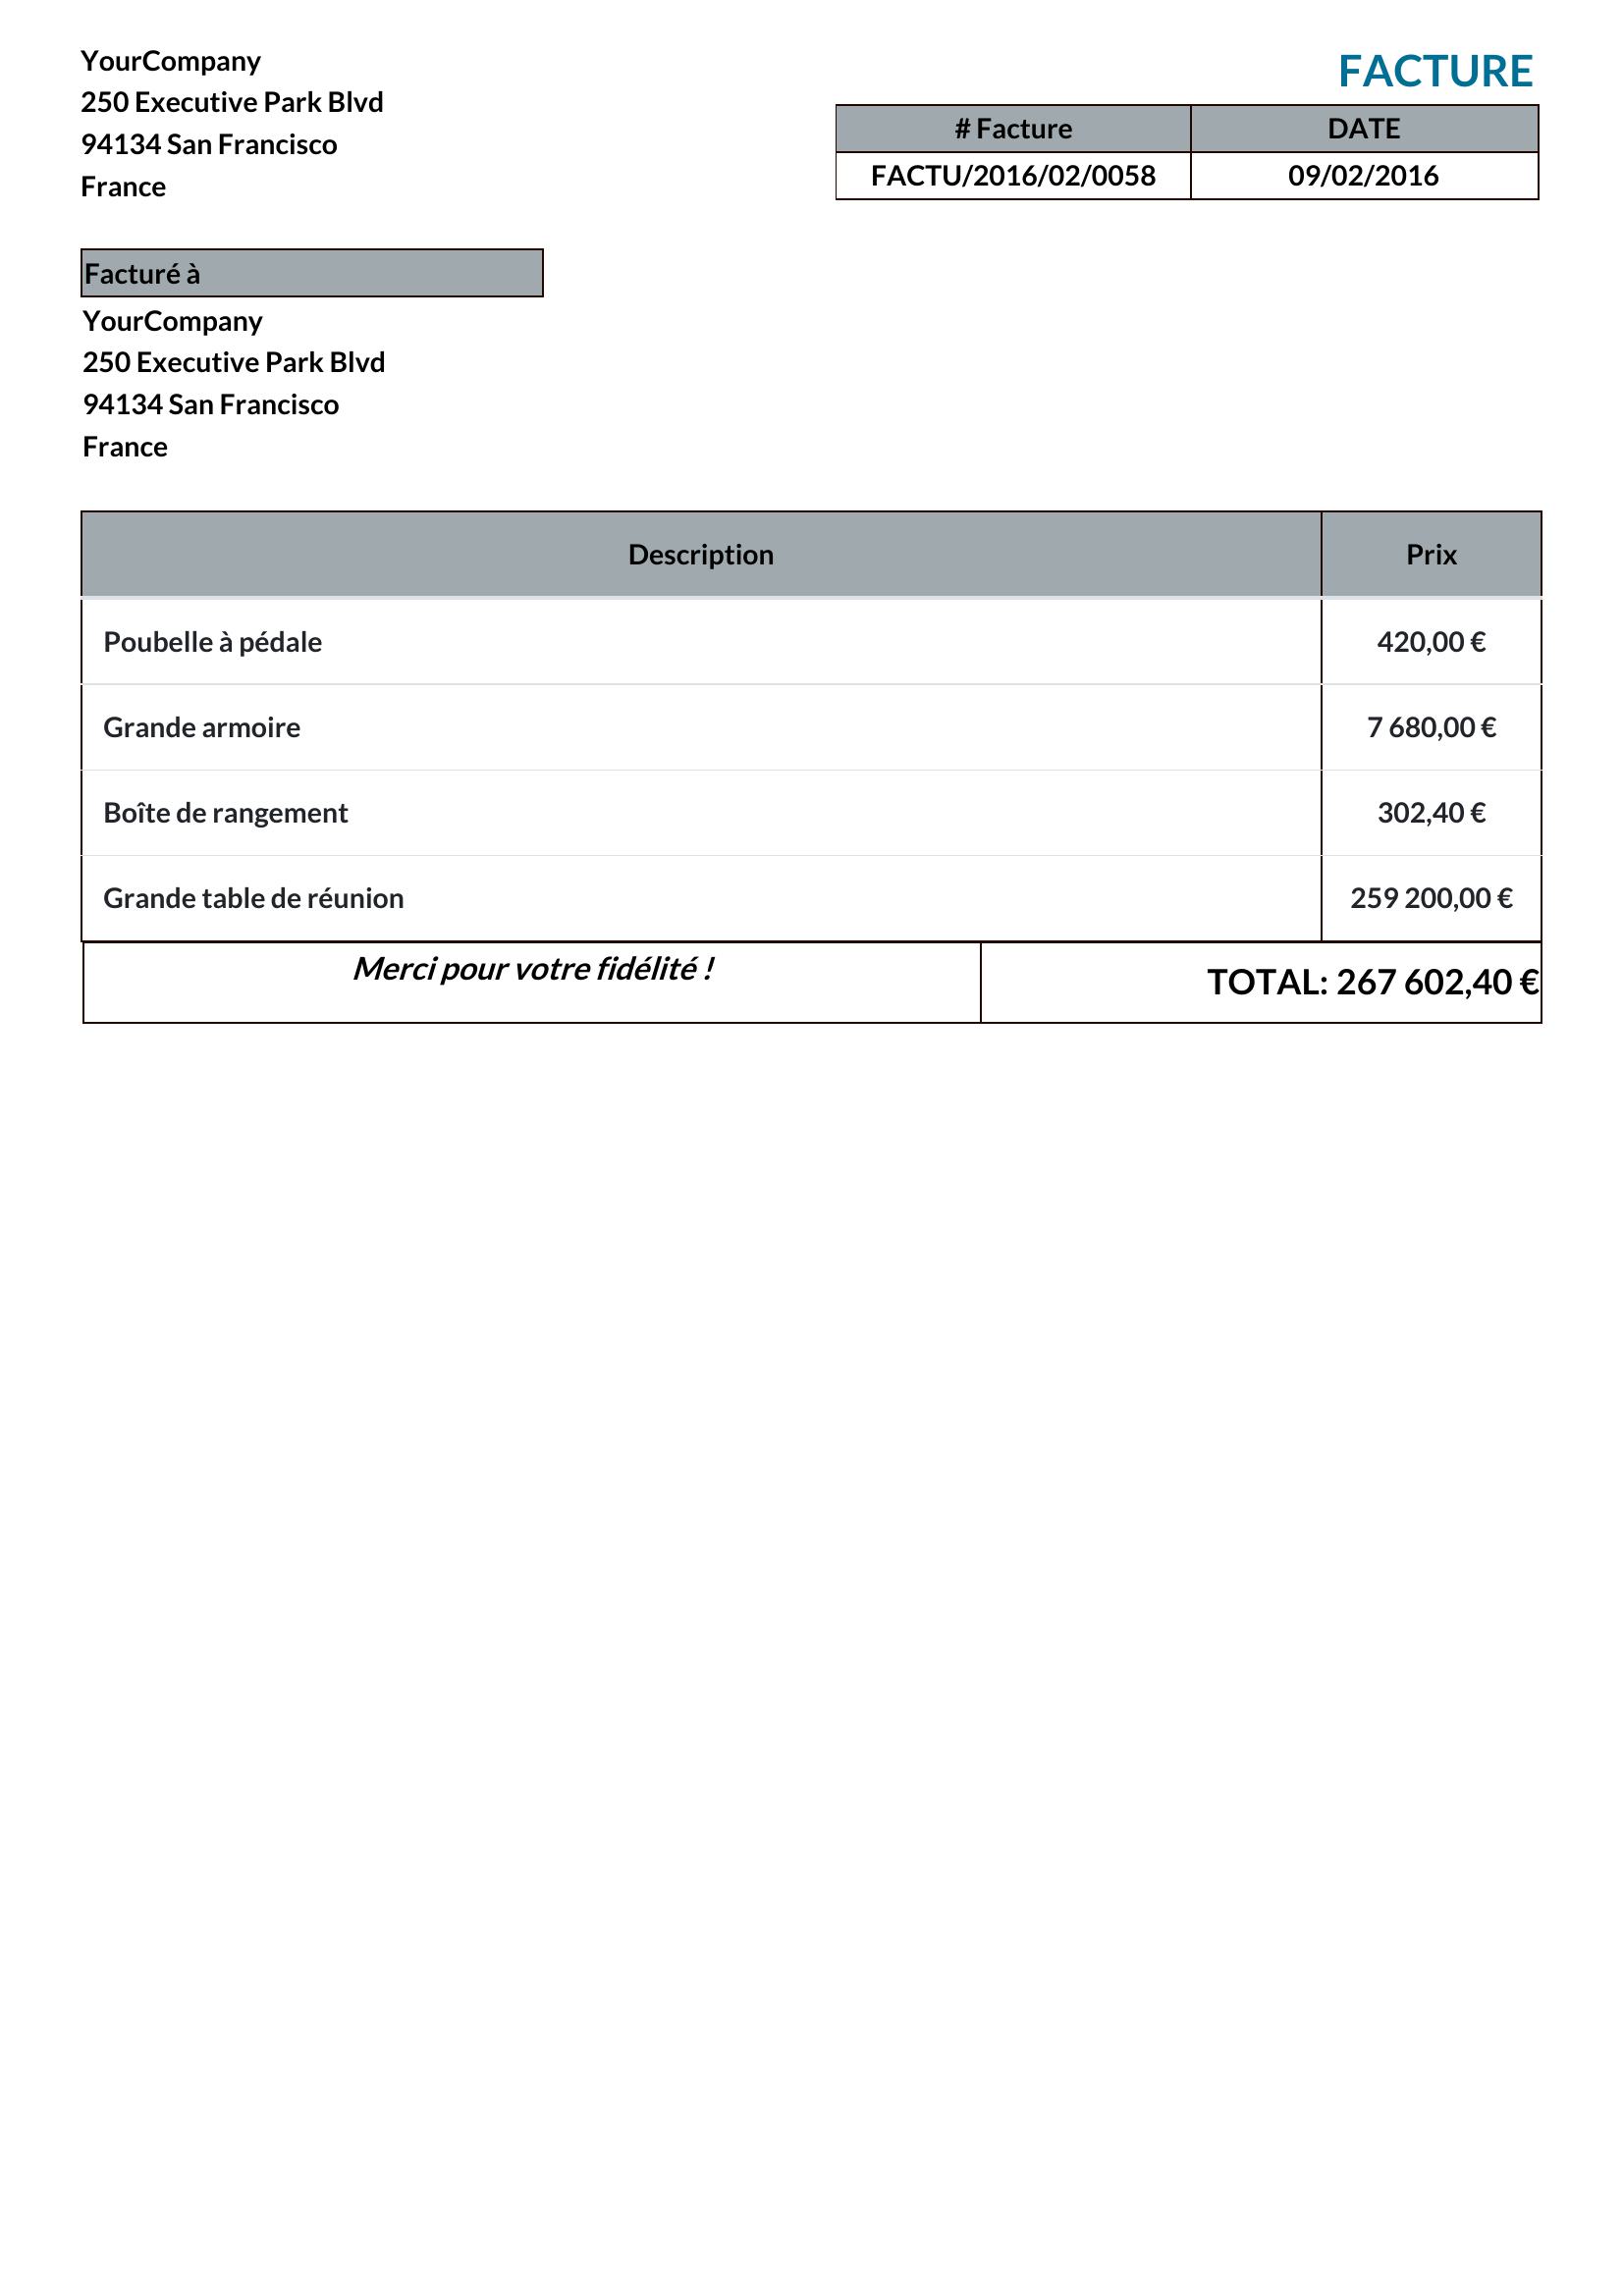 YourCompany
250 Executive Park Blvd
94134 San Francisco
France
FACTURE
# Facture DATE
FACTU/2016/02/0058 09/02/2016
Facturé à
YourCompany
250 Executive Park Blvd
94134 San Francisco
France
Description Prix
Poubelle à pédale 420,00 €
Grande armoire 7 680,00 €
Boîte de rangement 302,40 €
Grande table de réunion 259 200,00 €
Merci pour votre fidélité !
TOTAL: 267 602,40 €